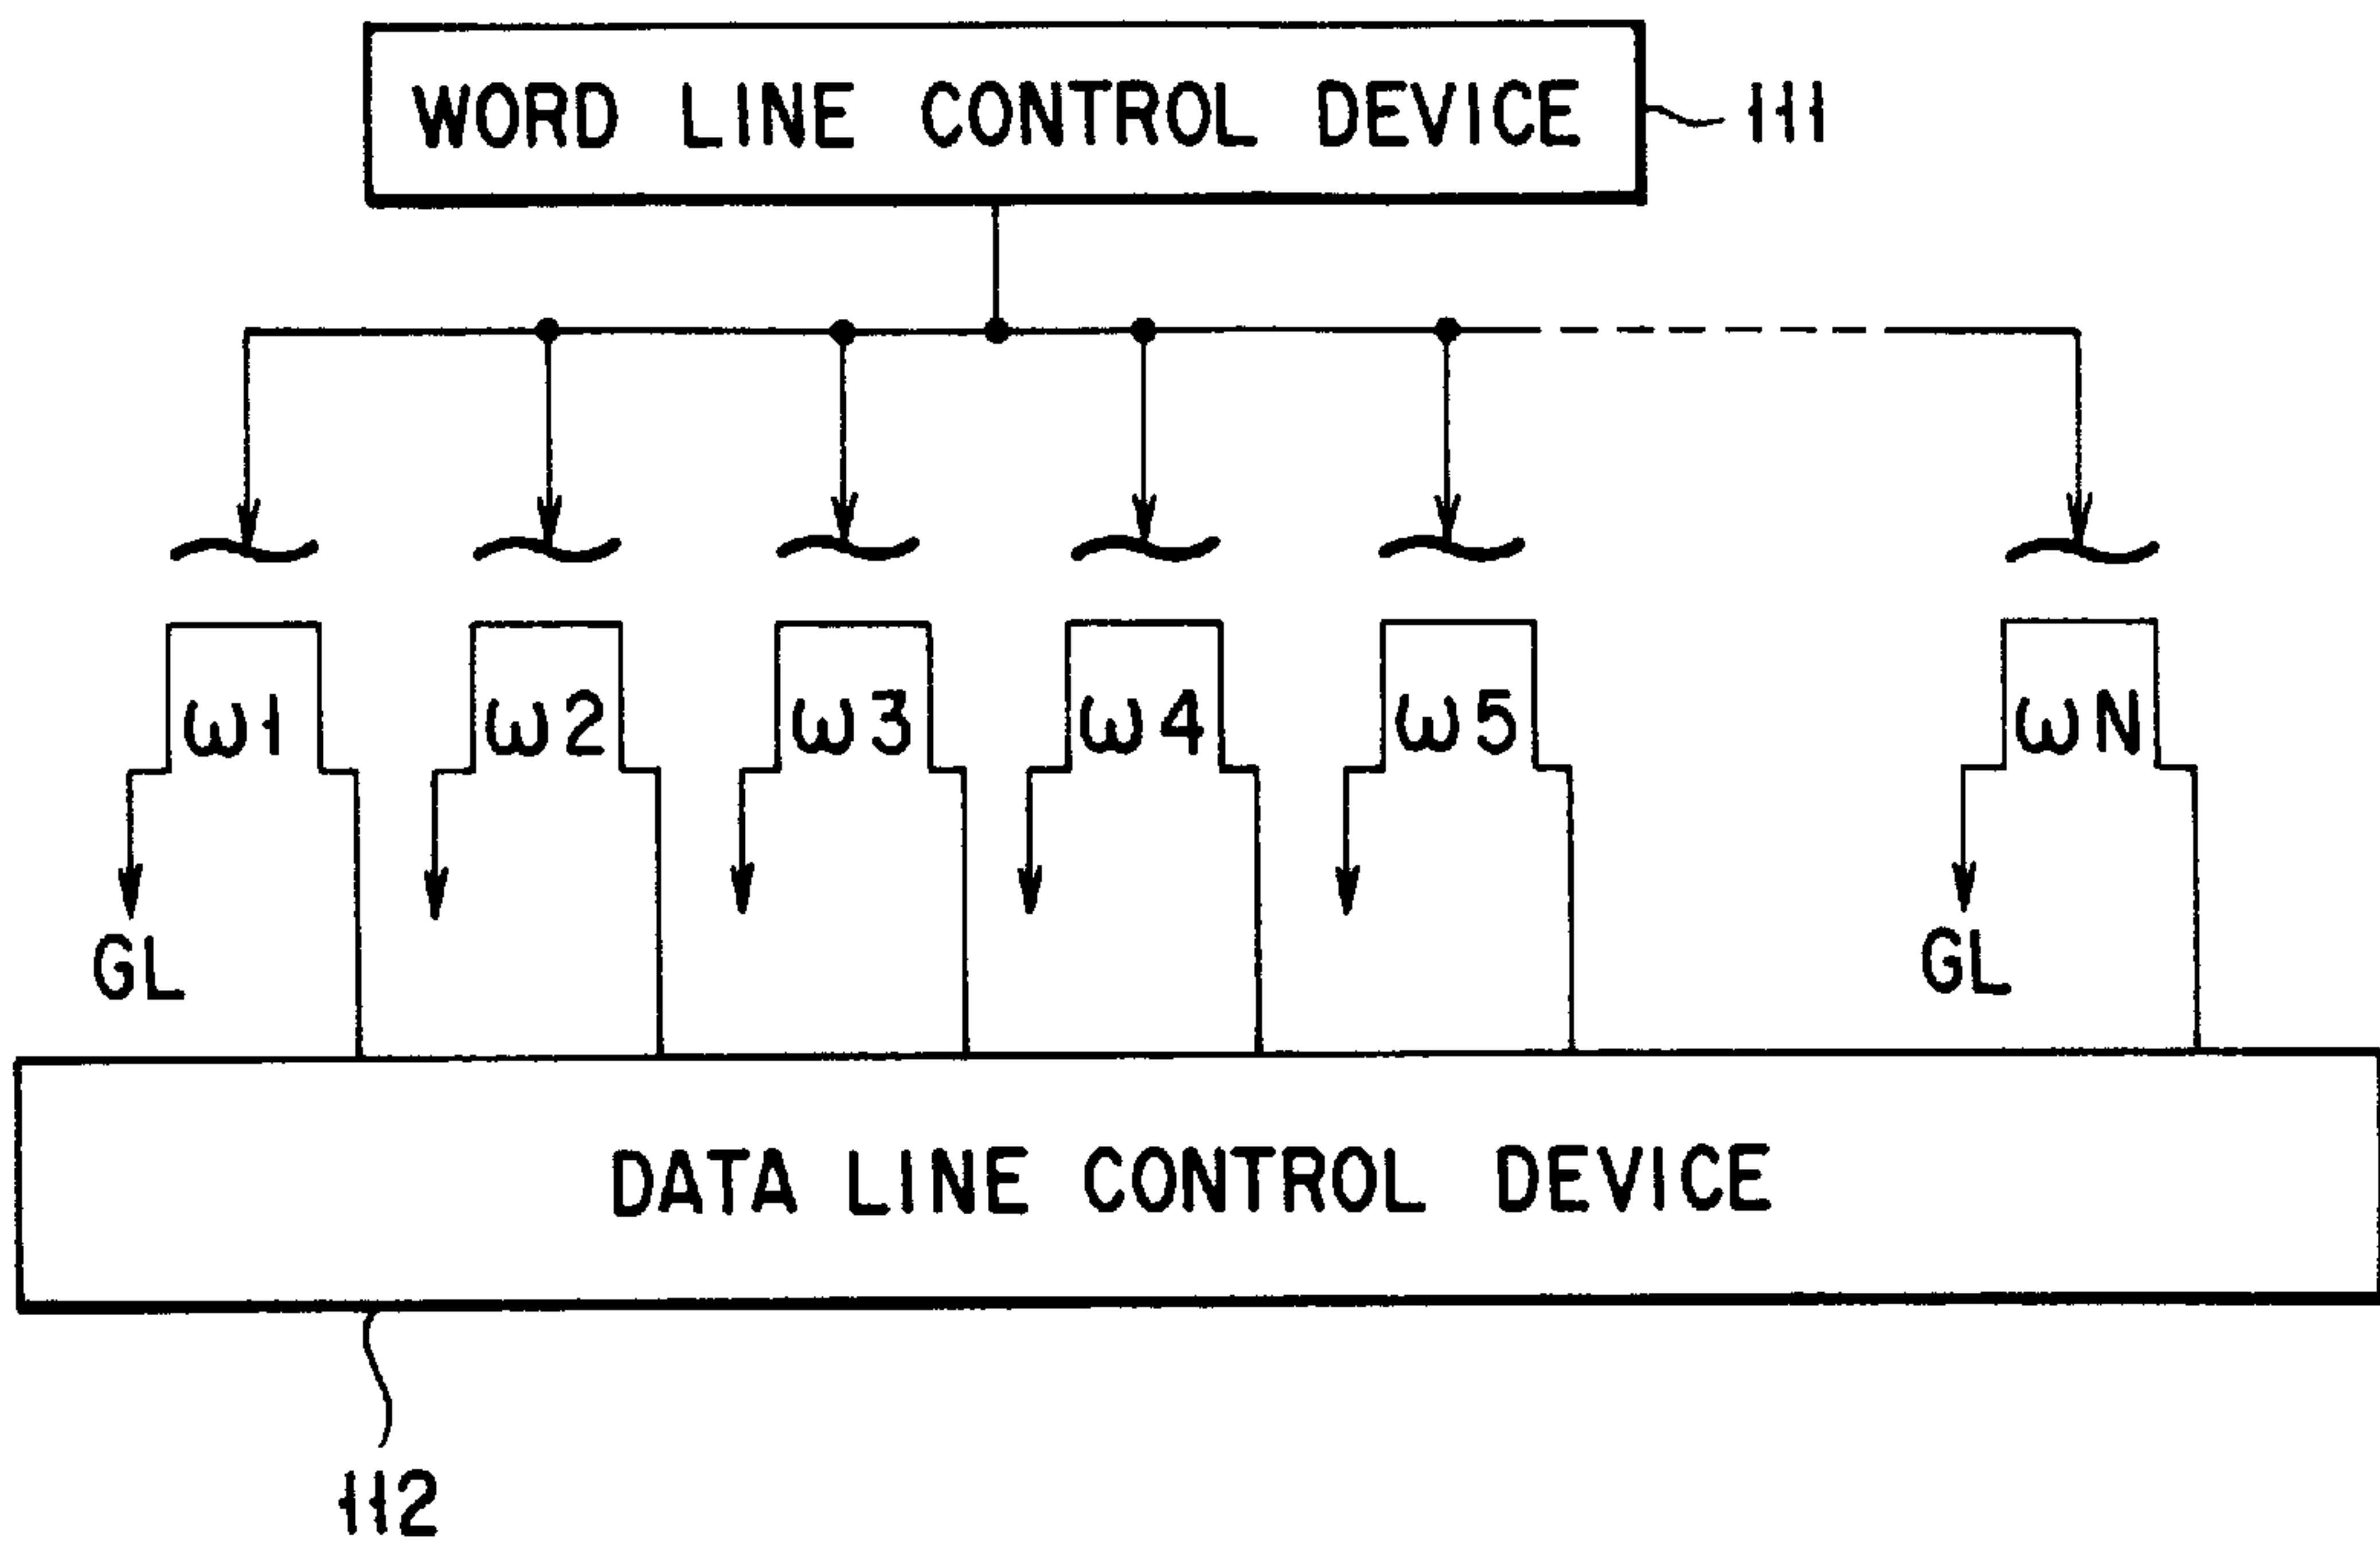 WORD LINE CONTROL DEVICE 111
ω1 ω2 ω3 ω4 ω5 ωN
GL GL
DATA LINE CONTROL DEVICE
112